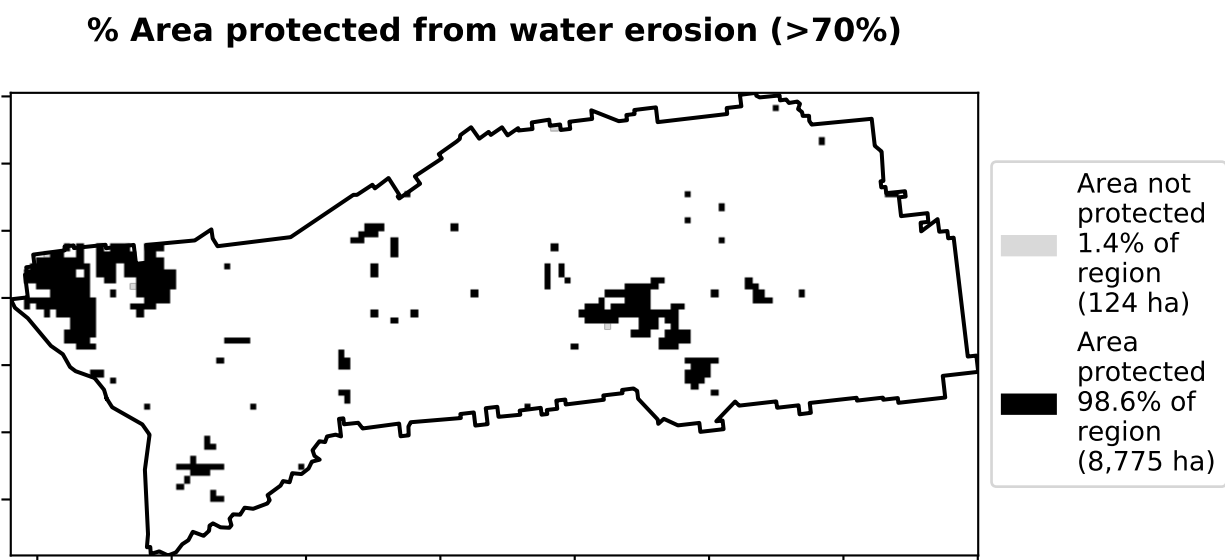 % Area protected from water erosion (>70%)
Area not
protected
1.4% of
region
(124 ha)
Area
protected
98.6% of
region
(8,775 ha)